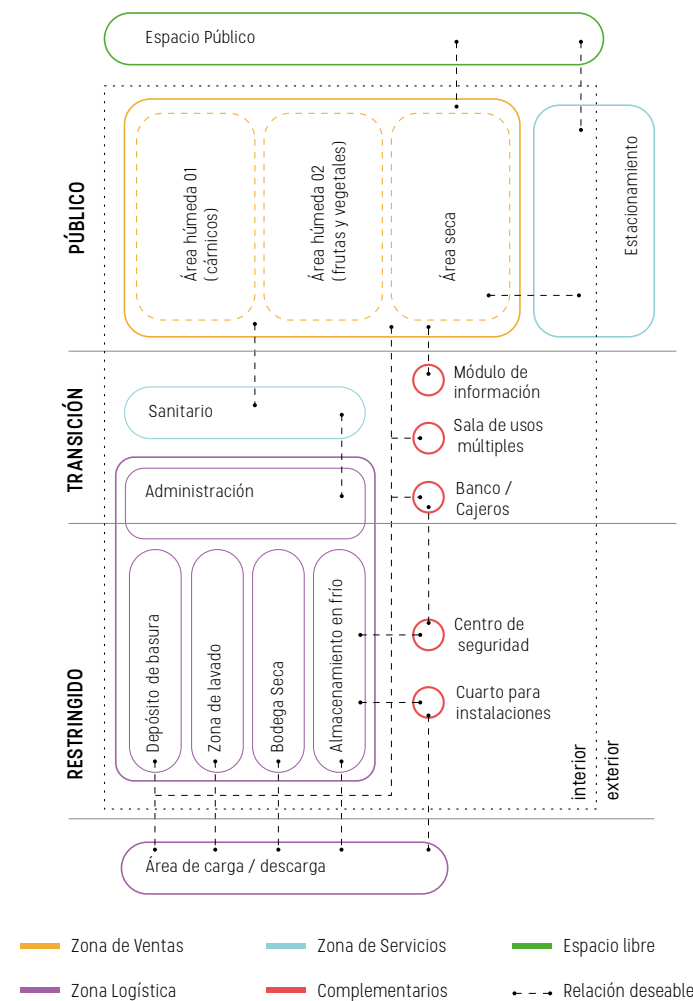 Espacio Público
PÚBLICO
Área húmeda 01
(cárnicos)
Área húmeda 02
(frutas y vegetales)
Área seca
Estacionamiento
TRANSICIÓN
Módulo de
información
Sanitario
Sala de usos
múltiples
Administración
Banco /
Cajeros
RESTRINGIDO
Depósito de basura
Zona de lavado
Bodega Seca
Almacenamiento en frío
Centro de
seguridad
Cuarto para
instalaciones
interior
exterior
Área de carga / descarga
Zona de Ventas
Zona de Servicios
Espacio libre
Zona Logística
Complementarios
Relación deseable